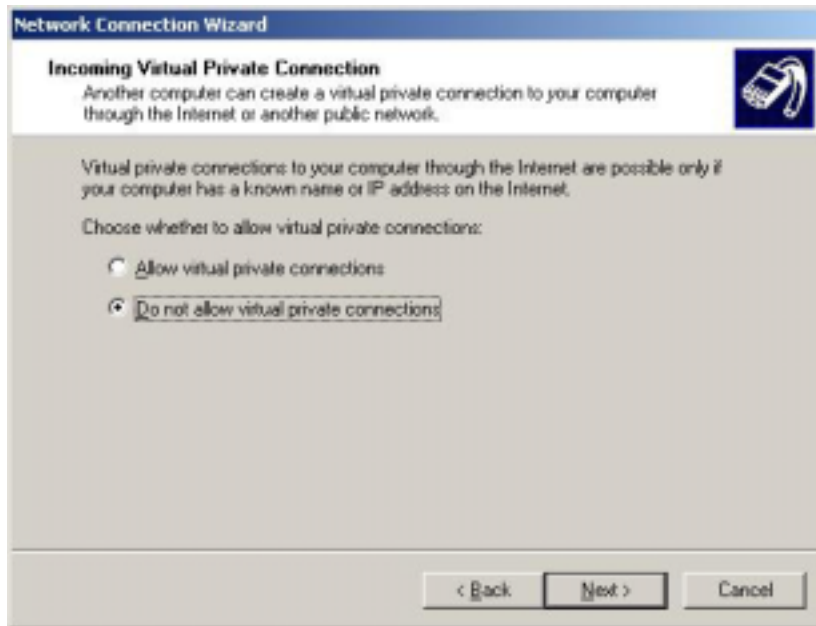 Network Connection Wizard
Incoming Virtual Private Connection
Another computer can create a virtual private connection to your computer
through the Internet or another public network.
Virtual private connections to your computer through the Internet are possible only if
your computer has a known name or IP address on the Internet.
Choose whether to allow virtual private connections:
Allow virtual private connections
Do not allow virtual private connections
< Back Next > Cancel